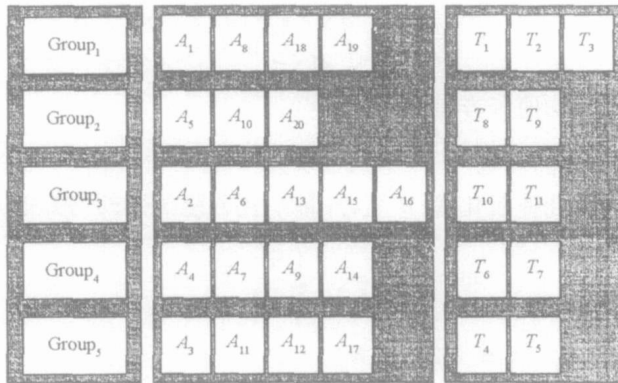 Group₁ A₁ A₈ A₁₈ A₁₉ T₁ T₂ T₃
Group₂ A₅ A₁₀ A₂₀ T₈ T₉
Group₃ A₂ A₆ A₁₃ A₁₅ A₁₆ T₁₀ T₁₁
Group₄ A₄ A₇ A₉ A₁₄ T₆ T₇
Group₅ A₃ A₁₁ A₁₂ A₁₇ T₄ T₅